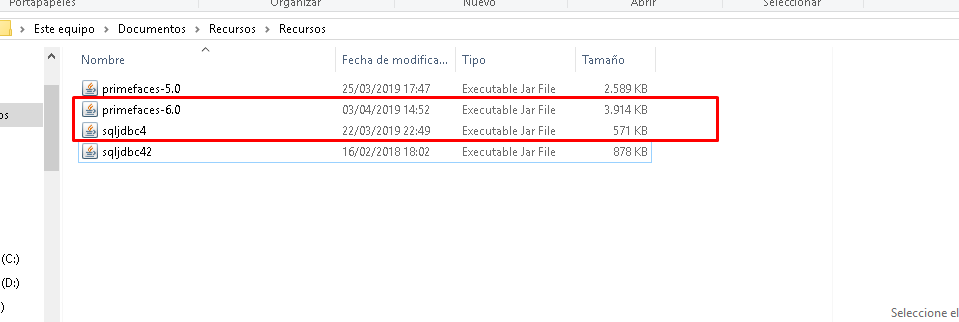 Portapapeles Organizar Nuevo Abrir Seleccionar
Este equipo Documentos Recursos Recursos
Nombre Fecha de modifica... Tipo Tamaño
primefaces-5.0 25/03/2019 17:47 Executable Jar File 2.589 KB
primefaces-6.0 03/04/2019 14:52 Executable Jar File 3.914 KB
sqljdbc4 22/03/2019 22:49 Executable Jar File 571 KB
sqljdbc42 16/02/2018 18:02 Executable Jar File 878 KB
os
(C:)
(D:)
)
Seleccione el